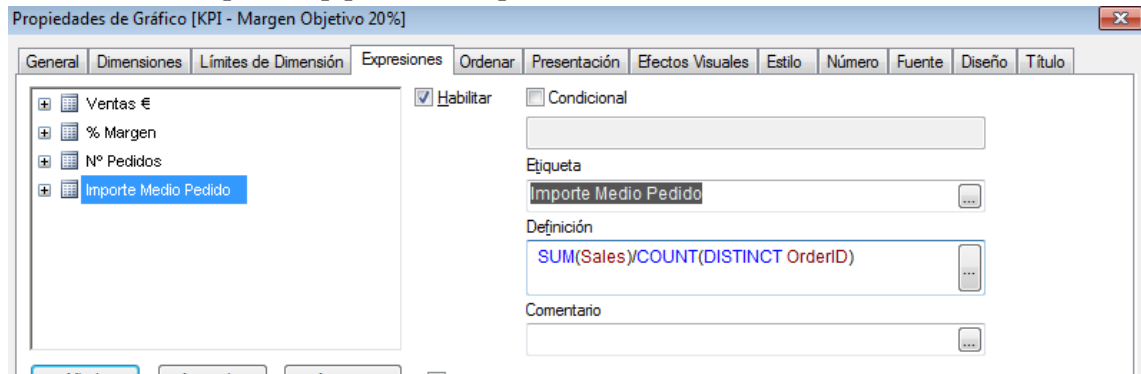 Propiedades de Gráfico [KPI - Margen Objetivo 20%]
General Dimensiones Límites de Dimensión Expresiones Ordenar Presentación Efectos Visuales Estilo Número Fuente Diseño Título
Ventas €
% Margen
Nº Pedidos
Importe Medio Pedido
Habilitar
Condicional
Etiqueta
Importe Medio Pedido
...
Definición
SUM(Sales)/COUNT(DISTINCT OrderID)
...
Comentario
...